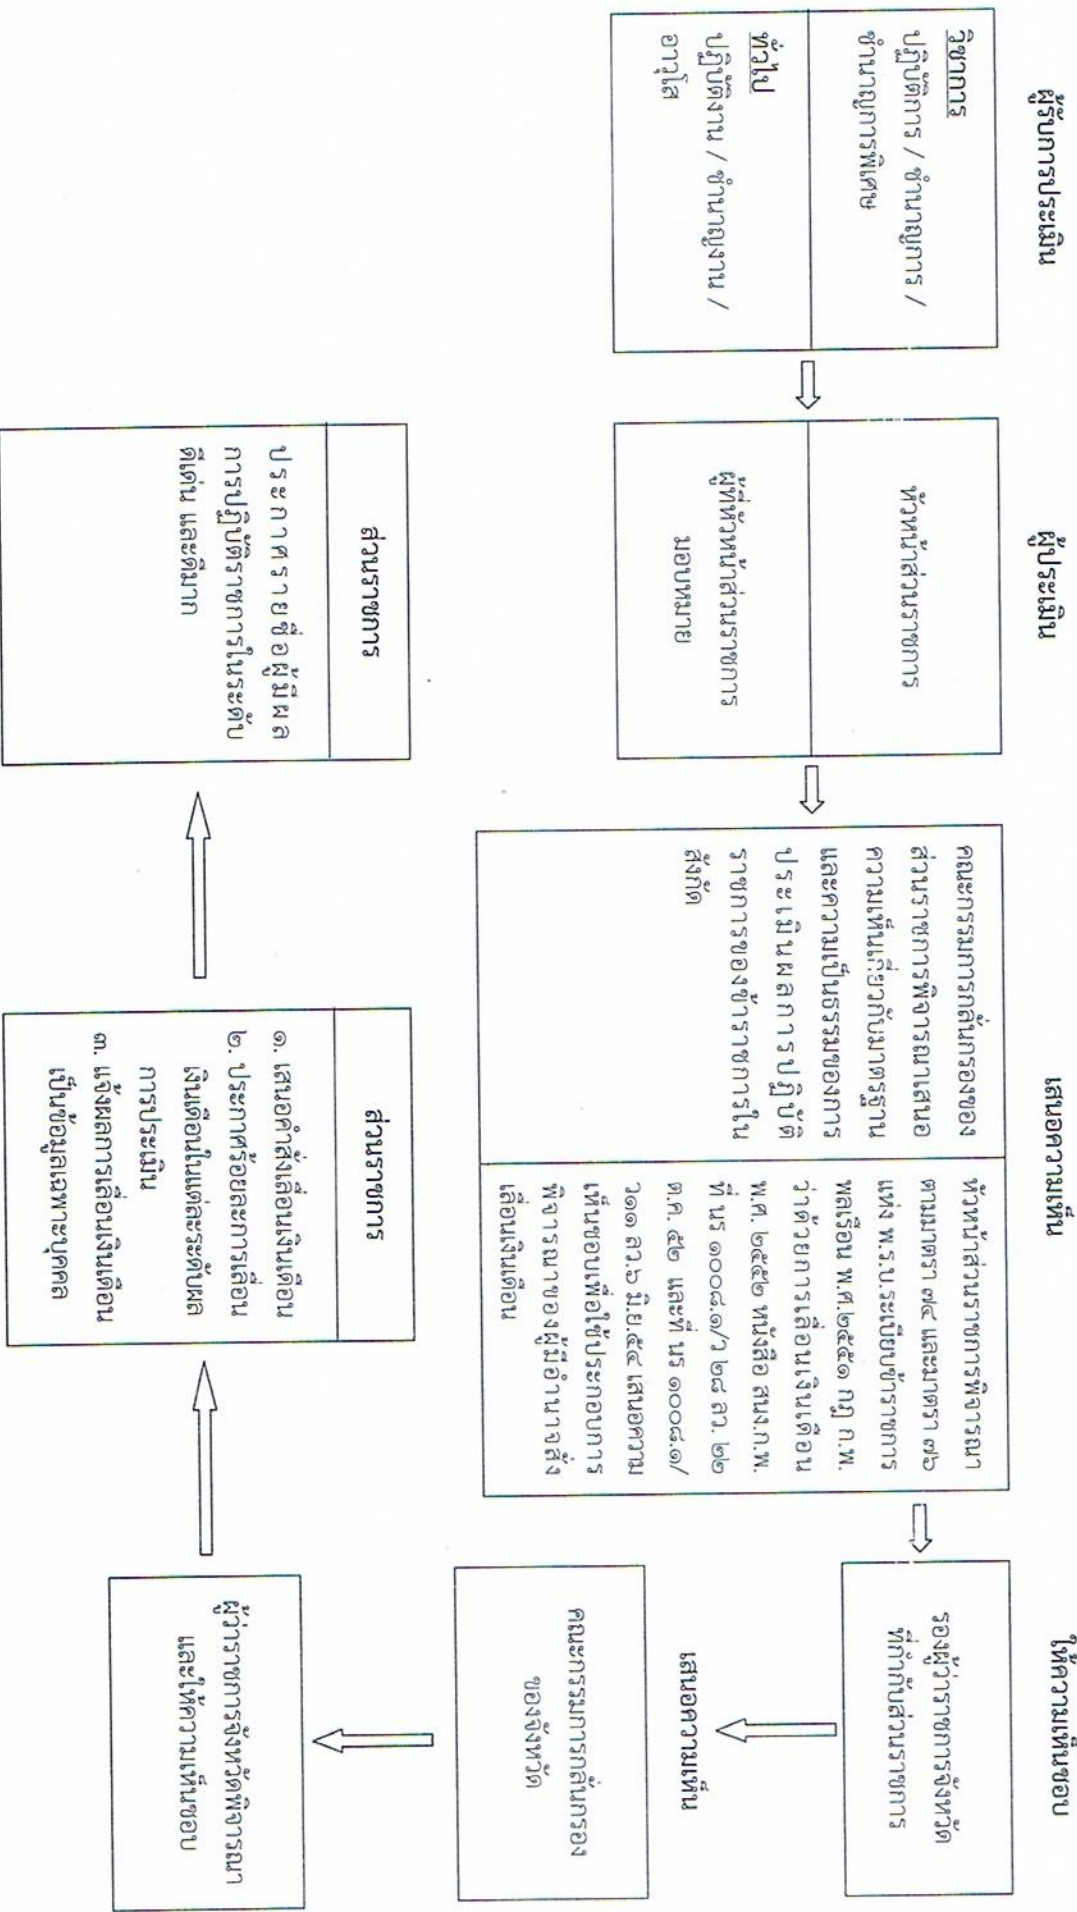 ผู้รับการประเมิน
ผู้ประเมิน
เสนอความเห็น
ให้ความเห็นชอบ
วิชาการ
ปฏิบัติการ / ชำนาญการ /
ชำนาญการพิเศษ
ทั่วไป
ปฏิบัติงาน / ชำนาญงาน /
อาวุโส
หัวหน้าส่วนราชการ
ผู้ที่หัวหน้าส่วนราชการ
มอบหมาย
คณะกรรมการกลั่นกรองของ
ส่วนราชการพิจารณาเสนอ
ความเห็นเกี่ยวกับมาตรฐาน
และความเป็นธรรมของการ
ประเมินผลการปฏิบัติ
ราชการของข้าราชการใน
สังกัด
หัวหน้าส่วนราชการพิจารณา
ตามมาตรา ๗๔ และมาตรา ๗๖
แห่ง พ.ร.บ.ระเบียบข้าราชการ
พลเรือน พ.ศ.๒๕๕๑ กฎ ก.พ.
ว่าด้วยการเลื่อนเงินเดือน
พ.ศ. ๒๕๕๒ หนังสือ สนง.ก.พ.
ที่ นร ๑๐๐๘.๑/ว ๒๘ ลว. ๒๒
ต.ค. ๕๒ และที่ นร ๑๐๐๘.๑/
ว๑๑ ลว.๖ มิ.ย.๕๔ เสนอความ
เห็นชอบเพื่อใช้ประกอบการ
พิจารณาของผู้มีอำนาจสั่ง
เลื่อนเงินเดือน
รองผู้ว่าราชการจังหวัด
ที่กำกับส่วนราชการ
เสนอความเห็น
คณะกรรมการกลั่นกรอง
ของจังหวัด
ผู้ว่าราชการจังหวัดพิจารณา
และให้ความเห็นชอบ
ส่วนราชการ
๑. เสนอคำสั่งเลื่อนเงินเดือน
๒. ประกาศร้อยละการเลื่อน
เงินเดือนในแต่ละระดับผล
การประเมิน
๓. แจ้งผลการเลื่อนเงินเดือน
เป็นข้อมูลเฉพาะบุคคล
ส่วนราชการ
ประกาศรายชื่อผู้มีผล
การปฏิบัติราชการในระดับ
ดีเด่น และดีมาก